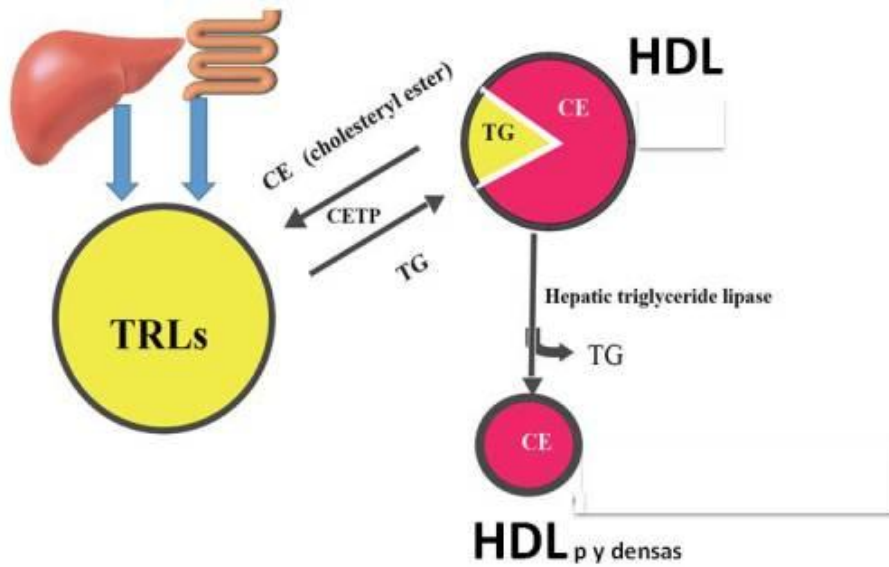 HDL
CE
TG
CE (cholesteryl ester)
CETP
TG
TRLs
Hepatic triglyceride lipase
TG
CE
HDL p y densas